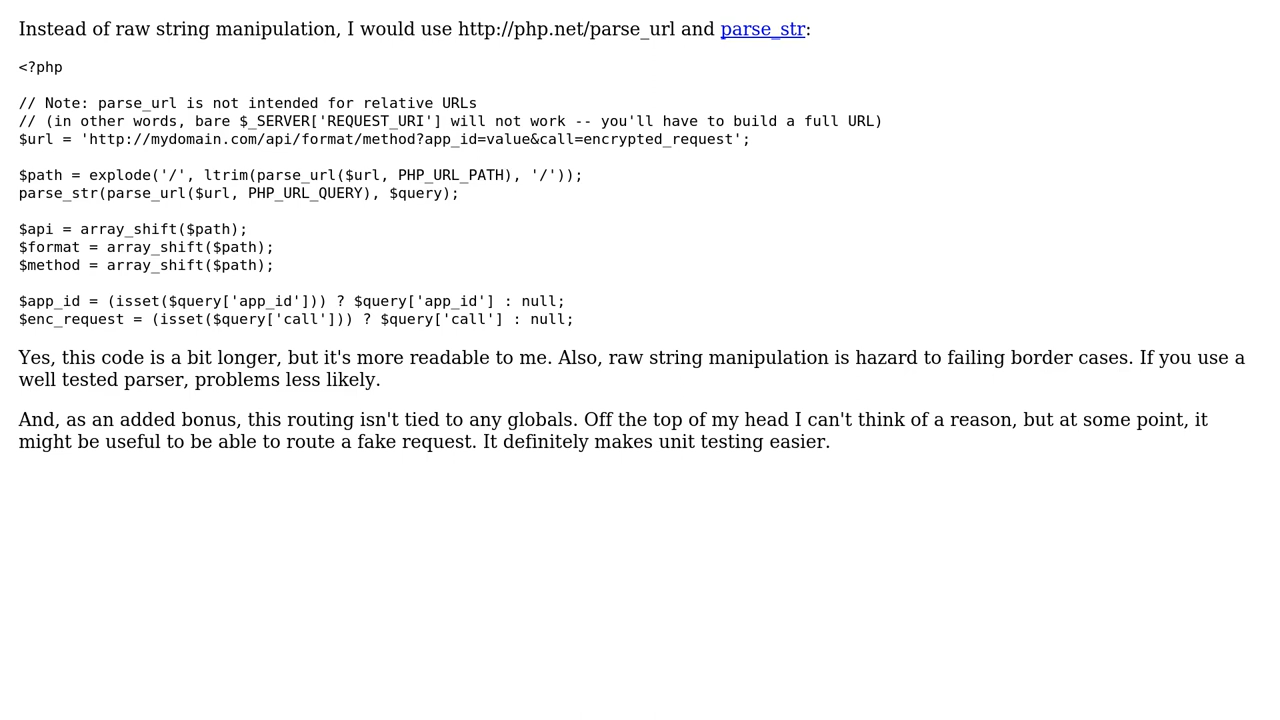 Instead of raw string manipulation, I would use http://php.net/parse_url and parse_str:
<?php
// Note: parse_url is not intended for relative URLs
// (in other words, bare $_SERVER['REQUEST_URI'] will not work -- you'll have to build a full URL)
$url = 'http://mydomain.com/api/format/method?app_id=value&call=encrypted_request';
$path = explode('/', ltrim(parse_url($url, PHP_URL_PATH), '/'));
parse_str(parse_url($url, PHP_URL_QUERY), $query);
$api = array_shift($path);
$format = array_shift($path);
$method = array_shift($path);
$app_id = (isset($query['app_id'])) ? $query['app_id'] : null;
$enc_request = (isset($query['call'])) ? $query['call'] : null;
Yes, this code is a bit longer, but it's more readable to me. Also, raw string manipulation is hazard to failing border cases. If you use a
well tested parser, problems less likely.
And, as an added bonus, this routing isn't tied to any globals. Off the top of my head I can't think of a reason, but at some point, it
might be useful to be able to route a fake request. It definitely makes unit testing easier.